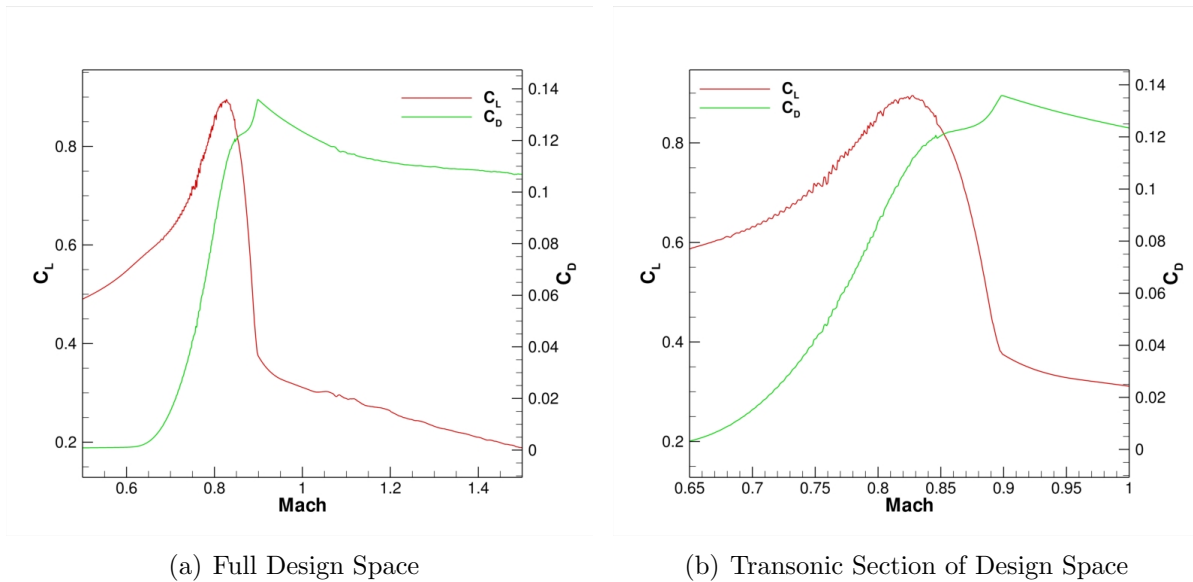 C_L
C_D
0.8
0.6
0.4
0.2
C_L
0.14
0.12
0.1
0.08
0.06
0.04
0.02
0
C_D
0.6 0.8 1 1.2 1.4
Mach
(a) Full Design Space
C_L
C_D
0.8
0.6
0.4
0.2
C_L
0.14
0.12
0.1
0.08
0.06
0.04
0.02
0
C_D
0.65 0.7 0.75 0.8 0.85 0.9 0.95 1
Mach
(b) Transonic Section of Design Space